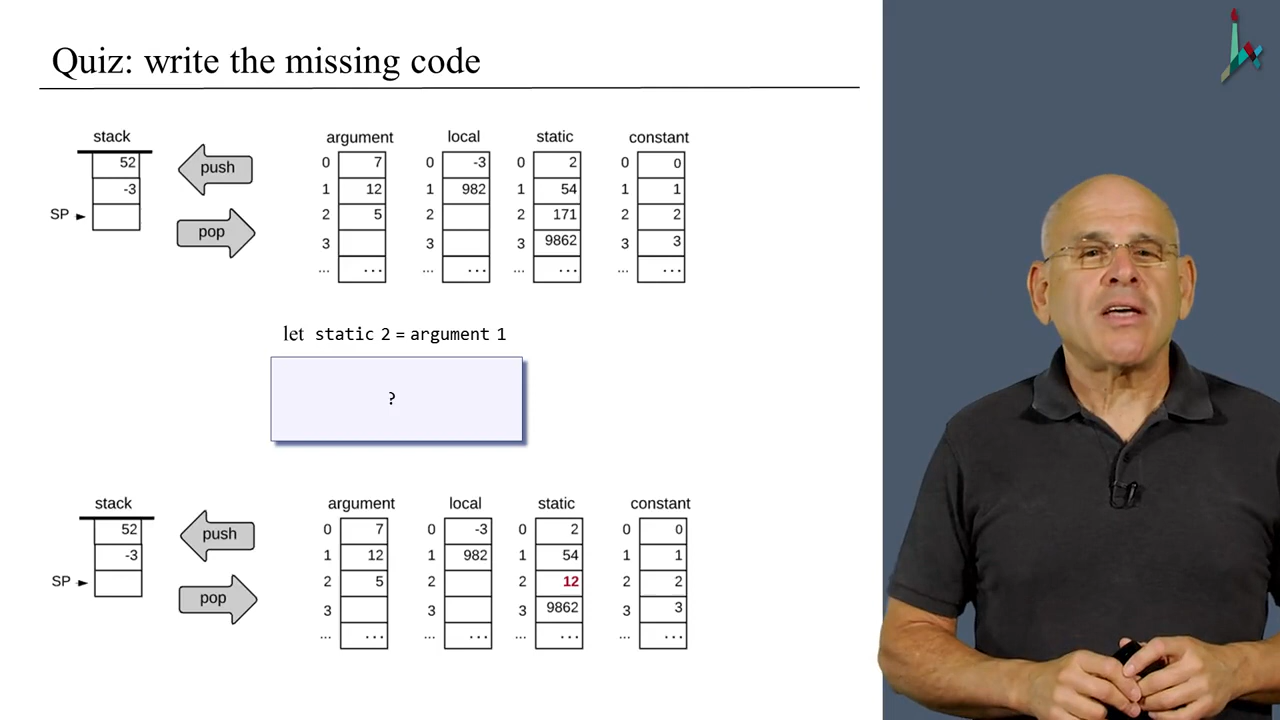 Quiz: write the missing code
stack argument local static constant
52 push 0 7 0 -3 0 2 0 0
-3 1 12 1 982 1 54 1 1
SP pop 2 5 2 2 171 2 2
3 3 3 9862 3 3
... ... ... ... ... ... ... ...
let static 2 = argument 1
?
stack argument local static constant
52 push 0 7 0 -3 0 2 0 0
-3 1 12 1 982 1 54 1 1
SP pop 2 5 2 2 12 2 2
3 3 3 9862 3 3
... ... ... ... ... ... ... ...